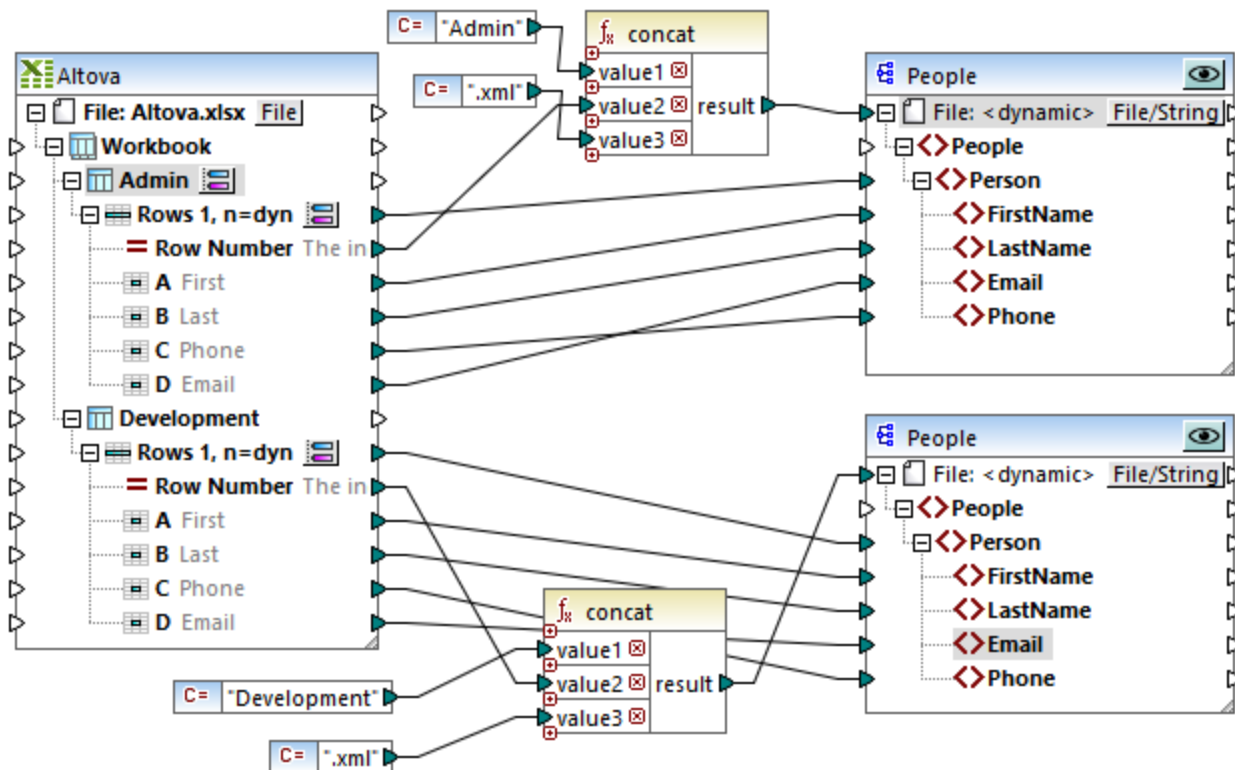 C= "Admin"
fx concat
Altova
C= ".xml"
value1
value2
value3
result
File: Altova.xlsx File
Workbook
Admin
Rows 1, n=dyn
Row Number The in
A First
B Last
C Phone
D Email
Development
Rows 1, n=dyn
Row Number The in
A First
B Last
C Phone
D Email
People
File: <dynamic> File/String
People
Person
FirstName
LastName
Email
Phone
People
File: <dynamic> File/String
People
Person
FirstName
LastName
Email
Phone
fx concat
value1
value2
value3
result
C= "Development"
C= ".xml"